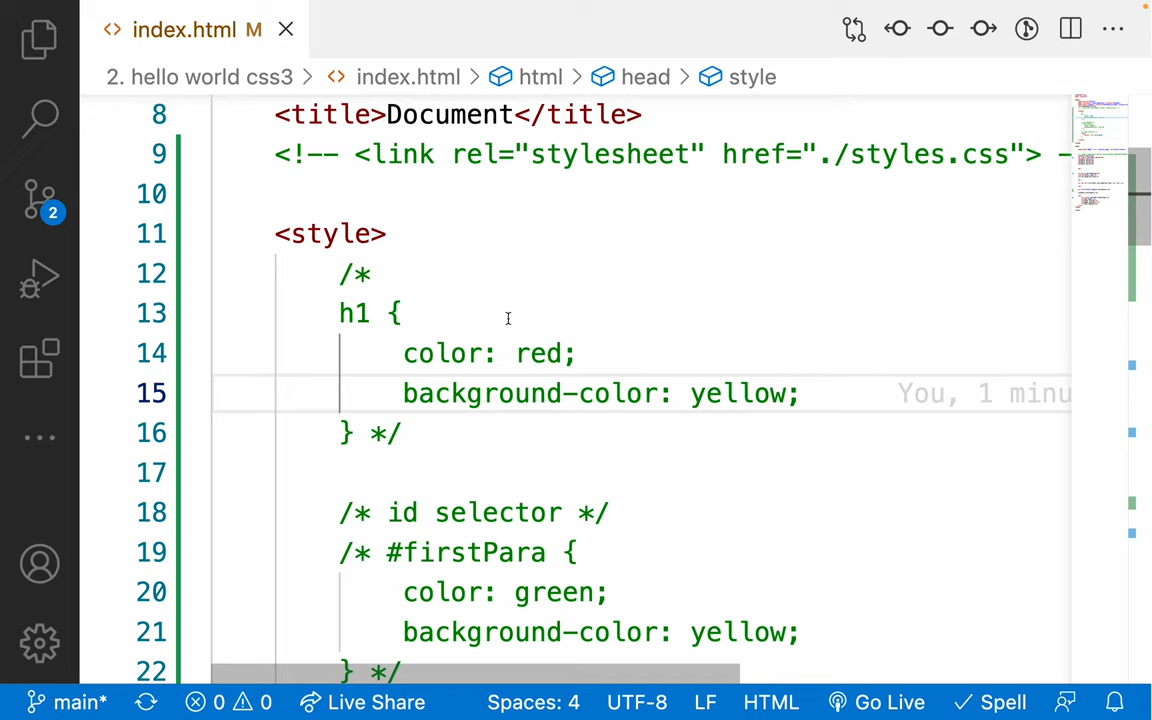 index.html M
2. hello world css3 > index.html > html > head > style
8 <title>Document</title>
9 <!-- <link rel="stylesheet" href="./styles.css"> -
10
11 <style>
12 /*
13 h1 {
14 color: red;
15 background-color: yellow; You, 1 minu
16 } */
17
18 /* id selector */
19 /* #firstPara {
20 color: green;
21 background-color: yellow;
22 } */
2
main* 0 0 Live Share Spaces: 4 UTF-8 LF HTML Go Live Spell